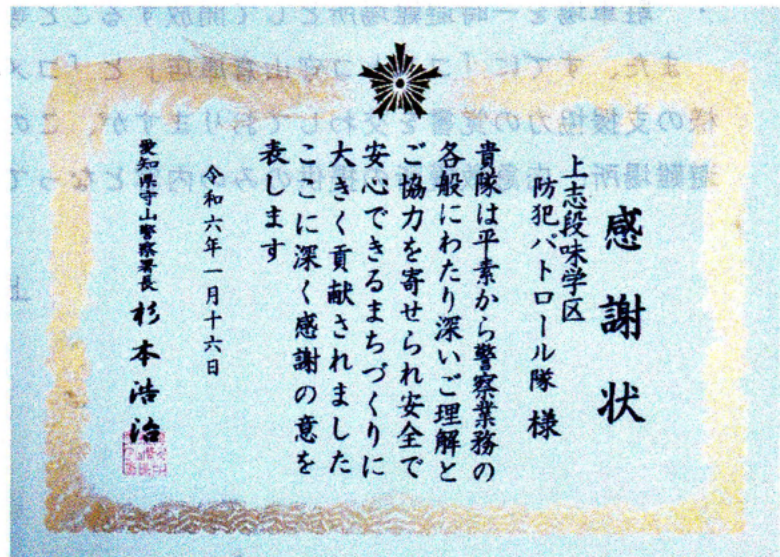 感謝状
上志段味学区
防犯パトロール隊 様
貴隊は平素から警察業務の
各般にわたり深いご理解と
ご協力を寄せられ安全で
安心できるまちづくりに
大きく貢献されました
ここに深く感謝の意を
表します
令和六年一月十六日
愛知県守山警察署長 杉本浩治